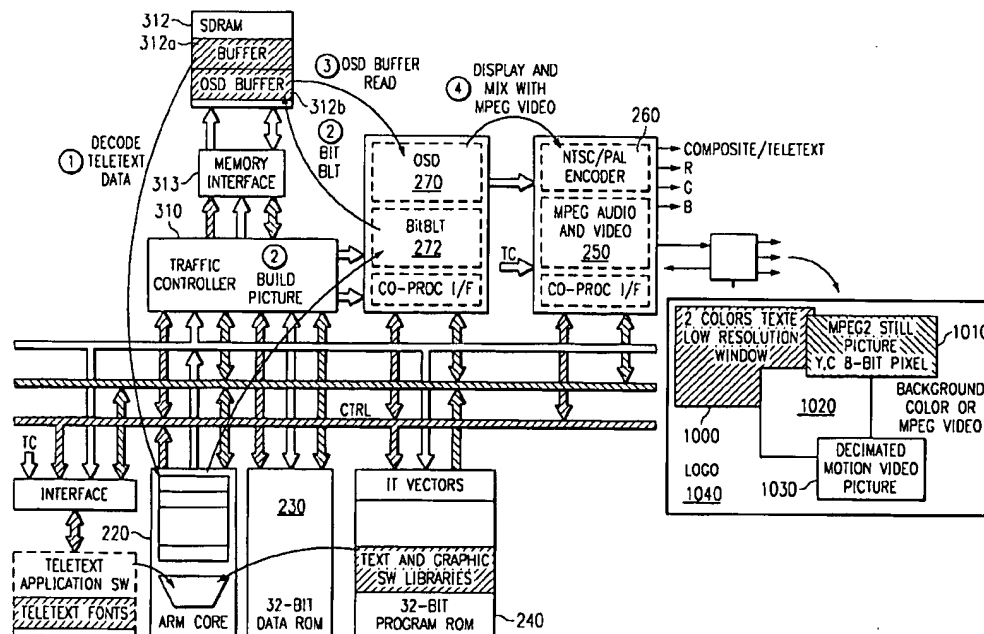 312
SDRAM
312a
BUFFER
OSD BUFFER
312b
3 OSD BUFFER
READ
4 DISPLAY AND
MIX WITH
MPEG VIDEO
260
1 DECODE
TELETEXT
DATA
2
BIT
BLT
MEMORY
INTERFACE
313
310
OSD
270
BitBLT
272
CO-PROC I/F
NTSC/PAL
ENCODER
MPEG AUDIO
AND VIDEO
250
CO-PROC I/F
TC
COMPOSITE/TELETEXT
R
G
B
TRAFFIC
CONTROLLER
2
BUILD
PICTURE
2 COLORS TEXTE
LOW RESOLUTION
WINDOW
MPEG2 STILL
PICTURE
Y,C 8-BIT PIXEL
1010
BACKGROUND
COLOR OR
MPEG VIDEO
1020
1000
LOGO
1040
DECIMATED
MOTION VIDEO
PICTURE
1030
CTRL
TC
INTERFACE
220
230
IT VECTORS
TELETEXT
APPLICATION SW
TELETEXT FONTS
TEXT AND GRAPHIC
SW LIBRARIES
ARM CORE
32-BIT
DATA ROM
32-BIT
PROGRAM ROM
240